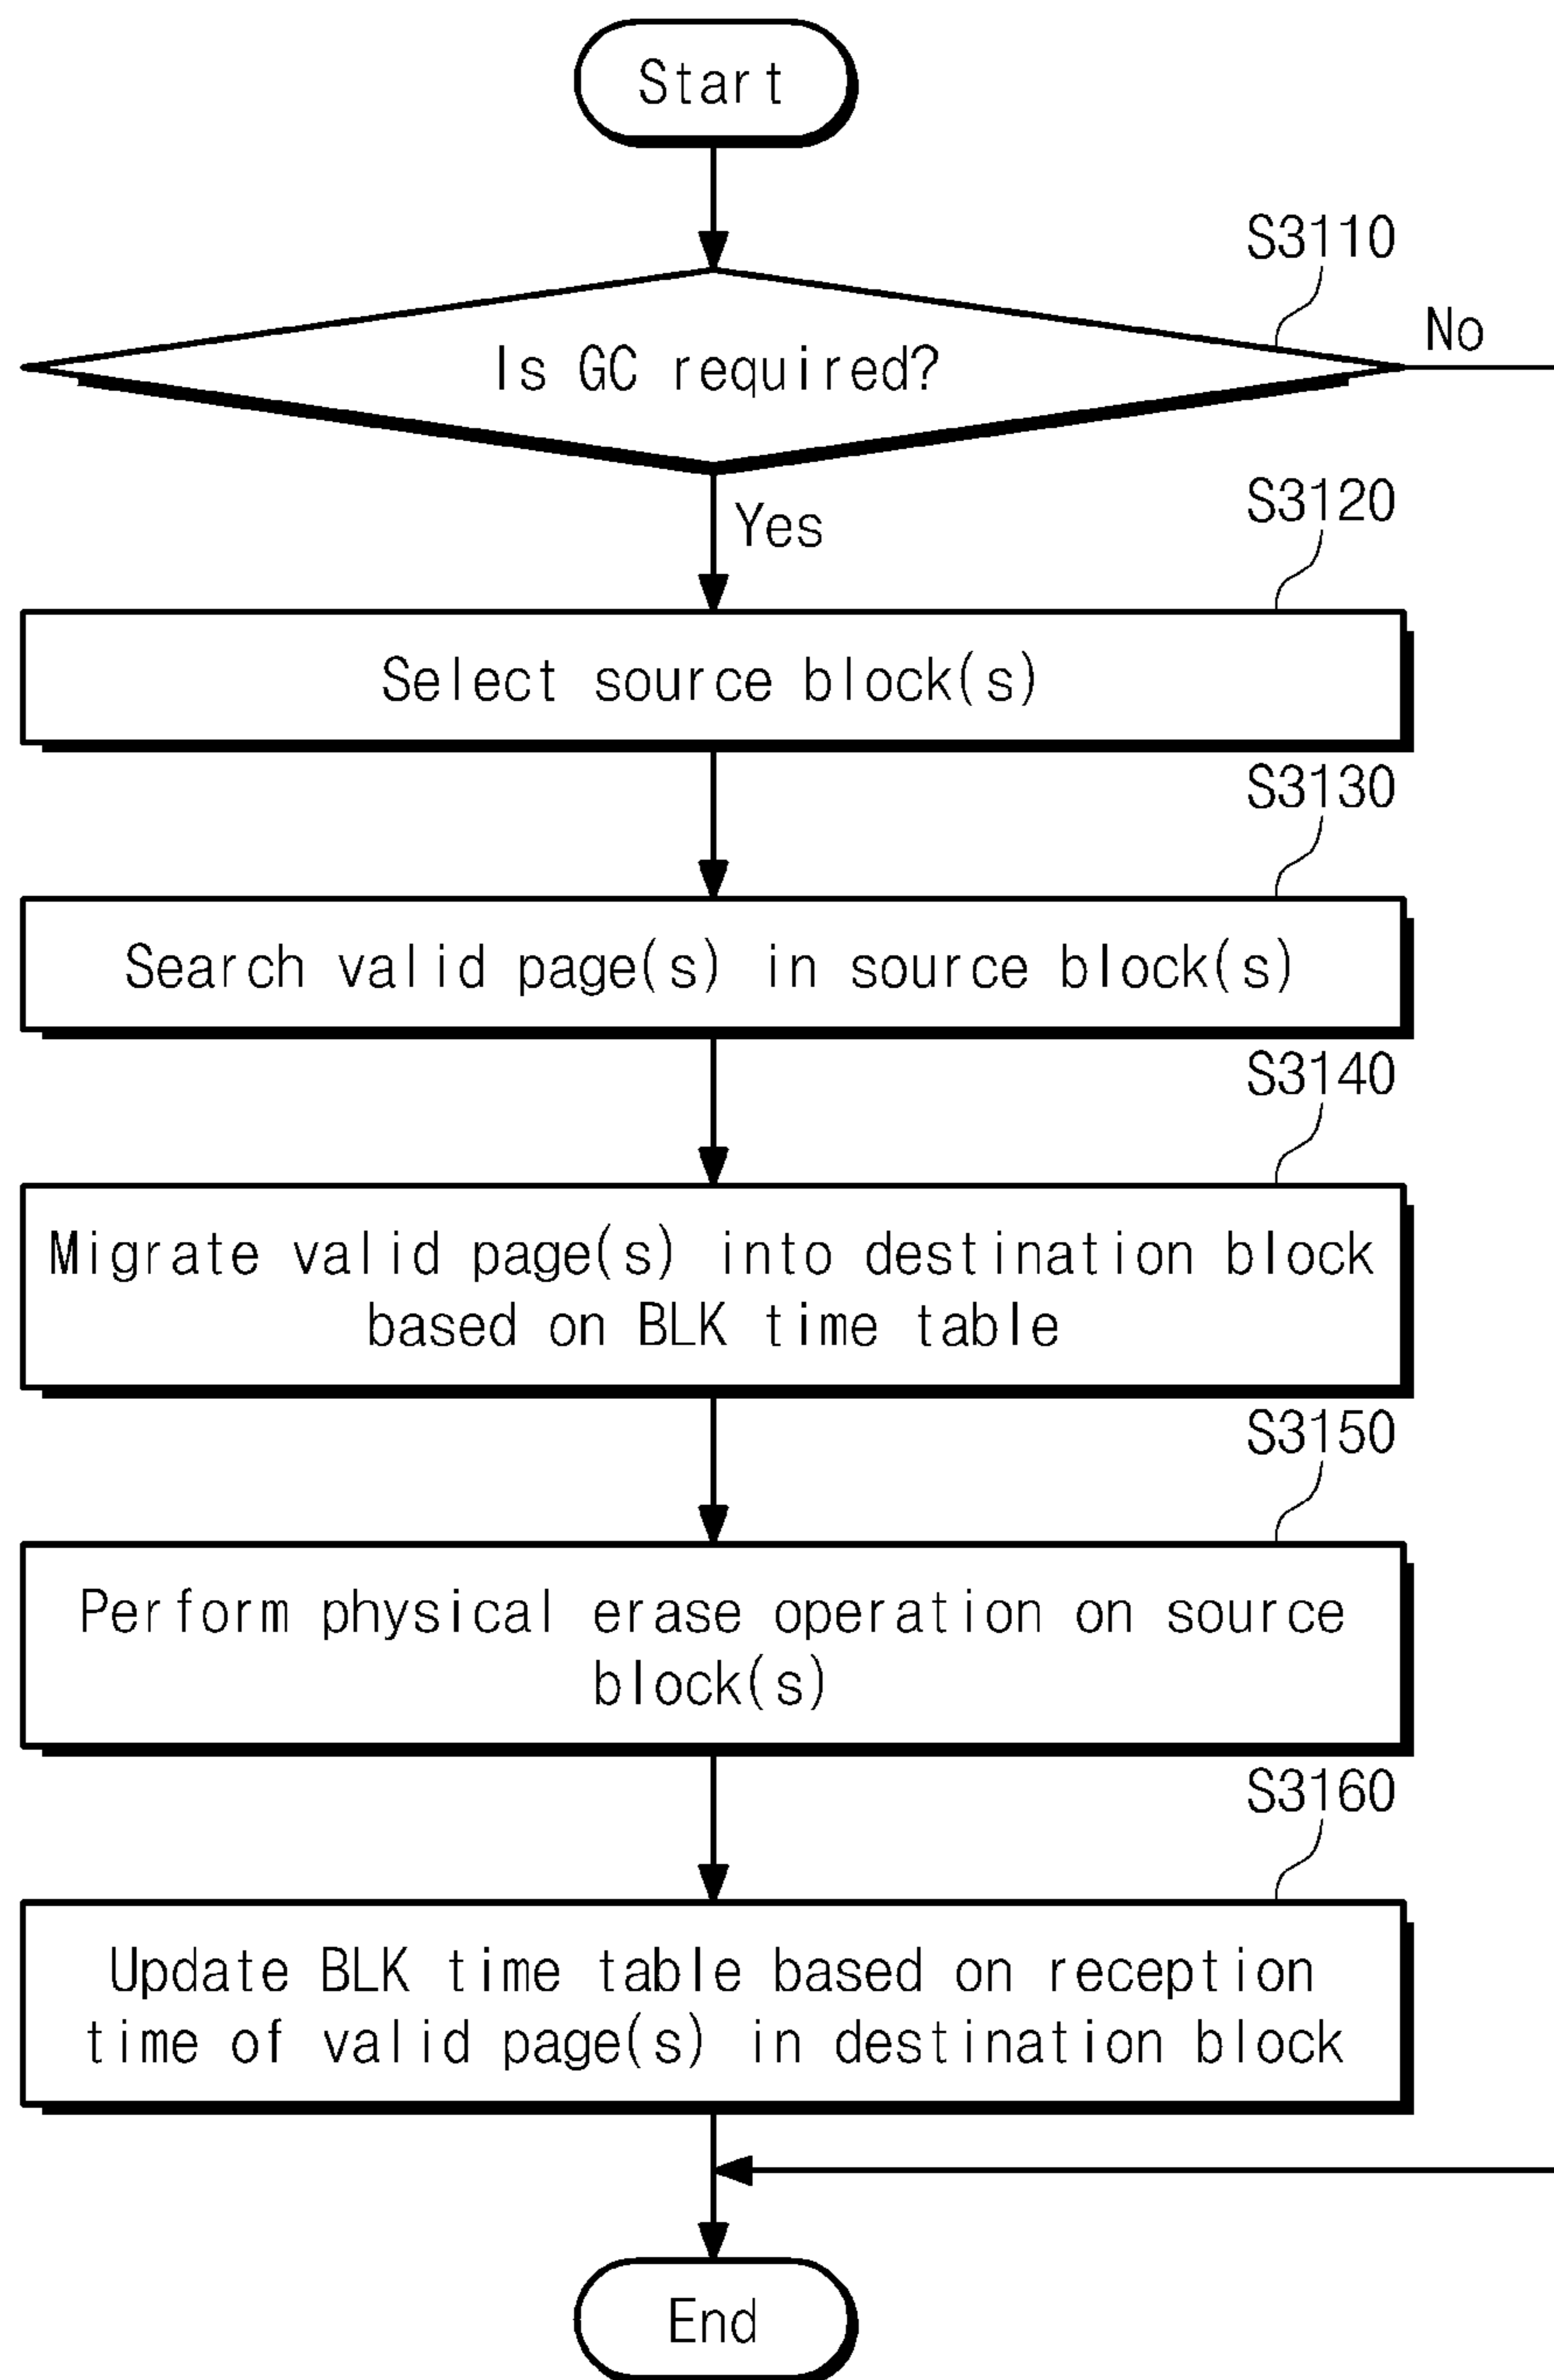 Start
S3110
No
Is GC required?
Yes
S3120
Select source block(s)
S3130
Search valid page(s) in source block(s)
S3140
Migrate valid page(s) into destination block
based on BLK time table
S3150
Perform physical erase operation on source
block(s)
S3160
Update BLK time table based on reception
time of valid page(s) in destination block
End